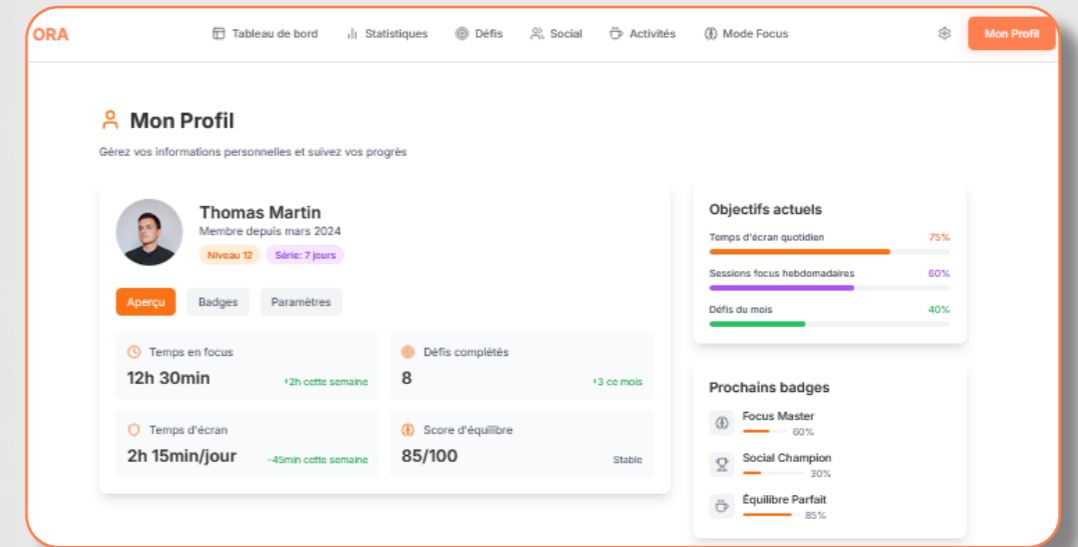 ORA
Tableau de bord
Statistiques
Défis
Social
Activités
Mode Focus
Mon Profil
Mon Profil
Gérez vos informations personnelles et suivez vos progrès
Thomas Martin
Membre depuis mars 2024
Niveau 12
Série: 7 jours
Aperçu
Badges
Paramètres
Temps en focus
12h 30min
+2h cette semaine
Défis complétés
8
+3 ce mois
Temps d'écran
2h 15min/jour
-45min cette semaine
Score d'équilibre
85/100
Stable
Objectifs actuels
Temps d'écran quotidien
75%
Sessions focus hebdomadaires
60%
Défis du mois
40%
Prochains badges
Focus Master
60%
Social Champion
30%
Équilibre Parfait
85%